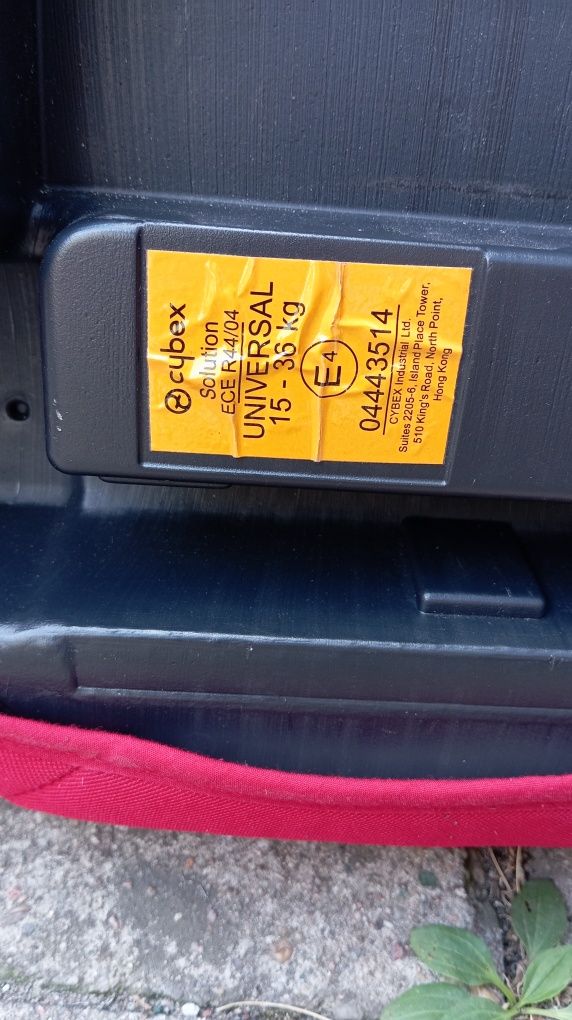 cybex
Solution
ECE R44/04
UNIVERSAL
15 - 36 kg
E4
04443514
CYBEX Industrial Ltd.
Suites 2205-6, Island Place Tower,
510 King's Road, North Point,
Hong Kong